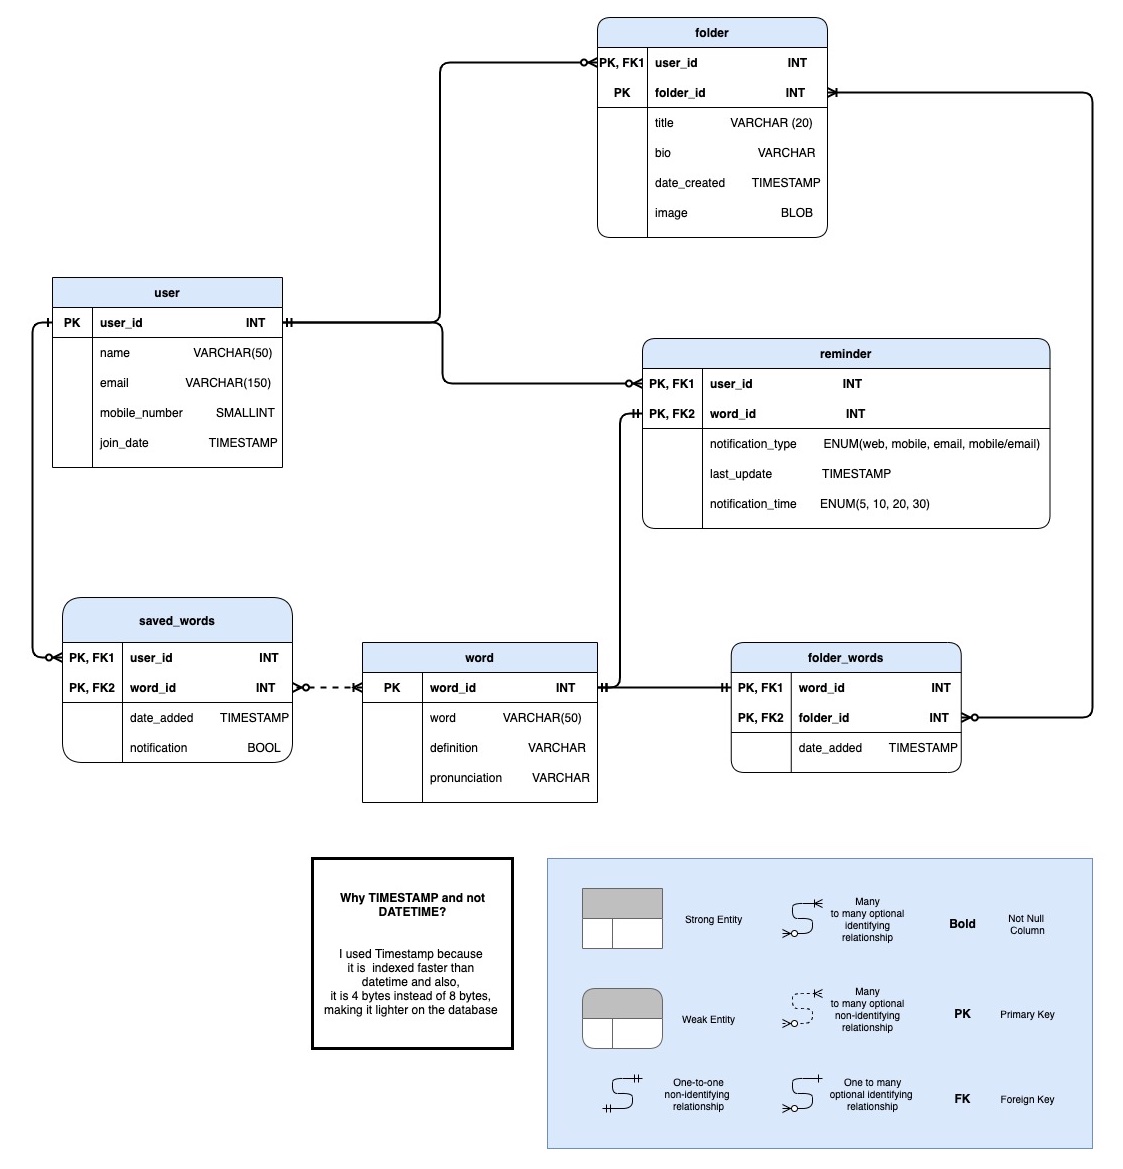 folder
PK, FK1 user_id INT
PK folder_id INT
title VARCHAR (20)
bio VARCHAR
date_created TIMESTAMP
image BLOB
user
PK user_id INT
name VARCHAR(50)
email VARCHAR(150)
mobile_number SMALLINT
join_date TIMESTAMP
reminder
PK, FK1 user_id INT
PK, FK2 word_id INT
notification_type ENUM(web, mobile, email, mobile/email)
last_update TIMESTAMP
notification_time ENUM(5, 10, 20, 30)
saved_words
PK, FK1 user_id INT
PK, FK2 word_id INT
date_added TIMESTAMP
notification BOOL
word
PK word_id INT
word VARCHAR(50)
definition VARCHAR
pronunciation VARCHAR
folder_words
PK, FK1 word_id INT
PK, FK2 folder_id INT
date_added TIMESTAMP
Why TIMESTAMP and not
DATETIME?
I used Timestamp because
it is indexed faster than
datetime and also,
it is 4 bytes instead of 8 bytes,
making it lighter on the database
Strong Entity
Many
to many optional
identifying
relationship
Bold
Not Null
Column
Weak Entity
Many
to many optional
non-identifying
relationship
PK
Primary Key
One-to-one
non-identifying
relationship
One to many
optional identifying
relationship
FK
Foreign Key